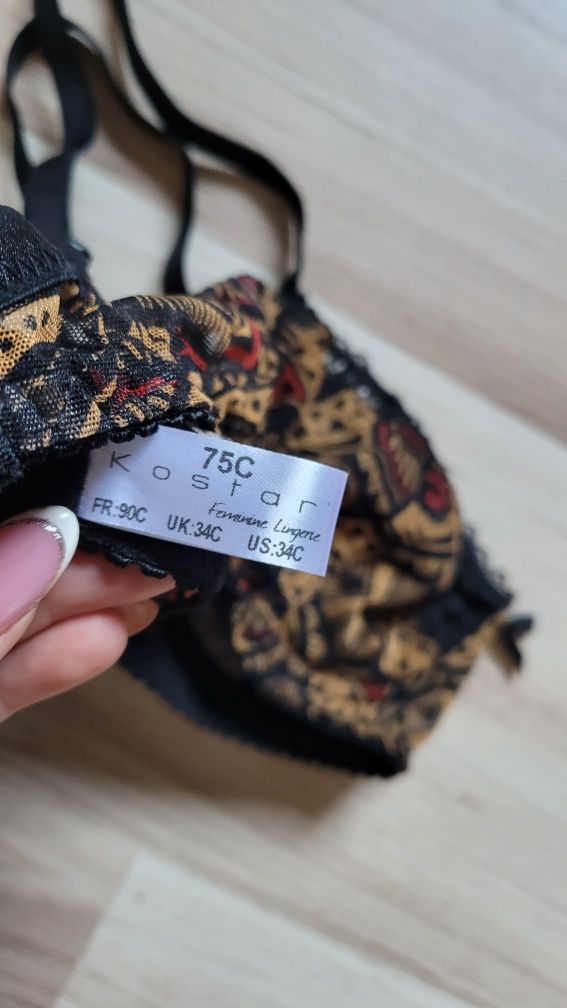 75C
KoStar
Feminine Lingerie
FR:90C UK:34C US:34C